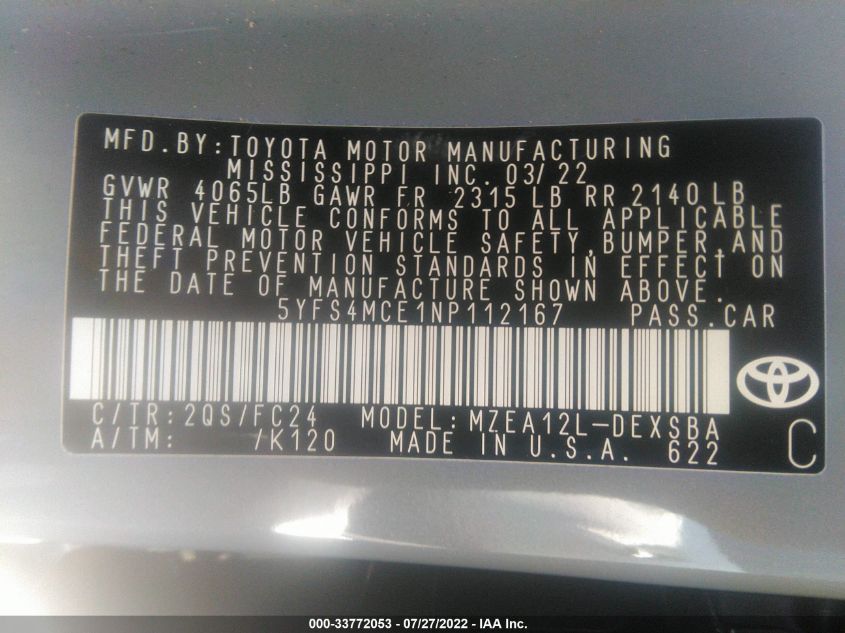 MFD.BY:TOYOTA MOTOR MANUFACTURING
MISSISSIPPI INC. 03/22
GVWR 4065LB GAWR FR 2315 LB RR 2140 LB
THIS VEHICLE CONFORMS TO ALL APPLICABLE
FEDERAL MOTOR VEHICLE SAFETY,BUMPER,AND
THEFT PREVENTION STANDARDS IN EFFECT ON
THE DATE OF MANUFACTURE SHOWN ABOVE.
5YFS4MCE1NP112167 PASS.CAR
C/TR:2QS/FC24 MODEL:MZEA12L-DEXSBA
A/TM: /K120 MADE IN U.S.A. 622 C
000-33772053 - 07/27/2022 - IAA Inc.